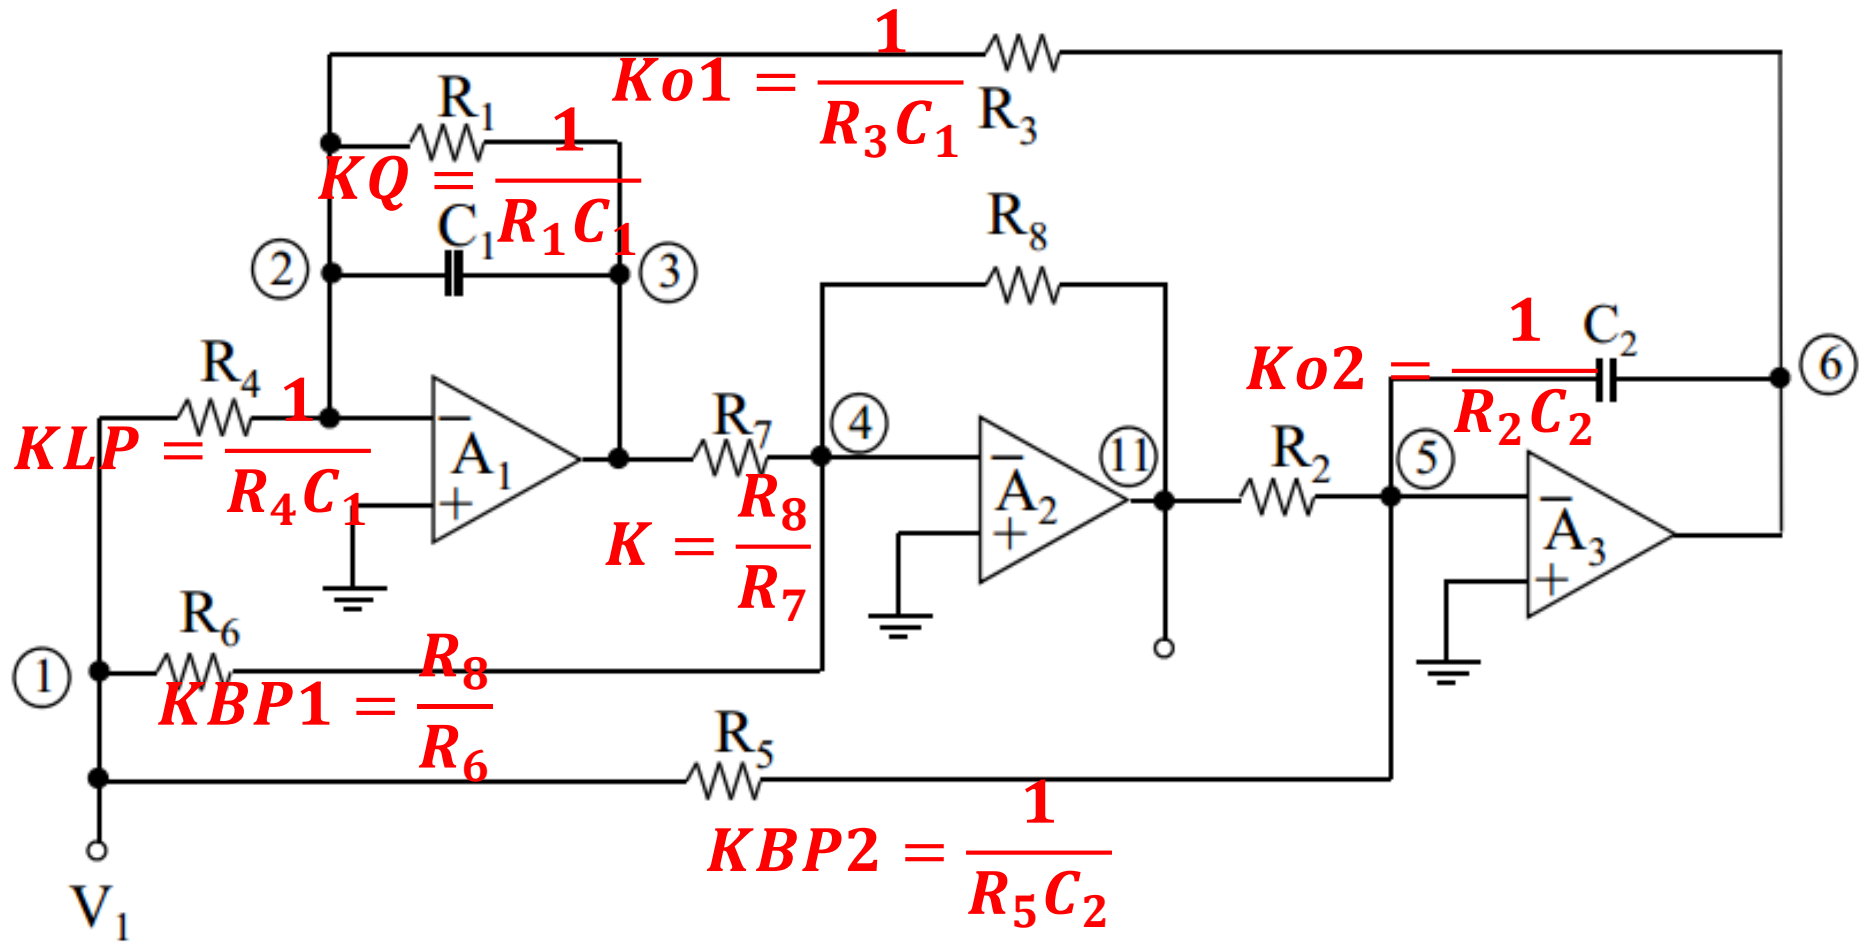 Ko1 = 1 / R3C1
R3
R1
KQ = 1 / R1C1
C1
2
3
R8
R4
KLP = 1 / R4C1
−
A1
+
R7
4
K = R8 / R7
−
A2
+
11
Ko2 = 1 / R2C2
C2
6
R2
5
−
A3
+
R6
1
KBP1 = R8 / R6
R5
KBP2 = 1 / R5C2
V1